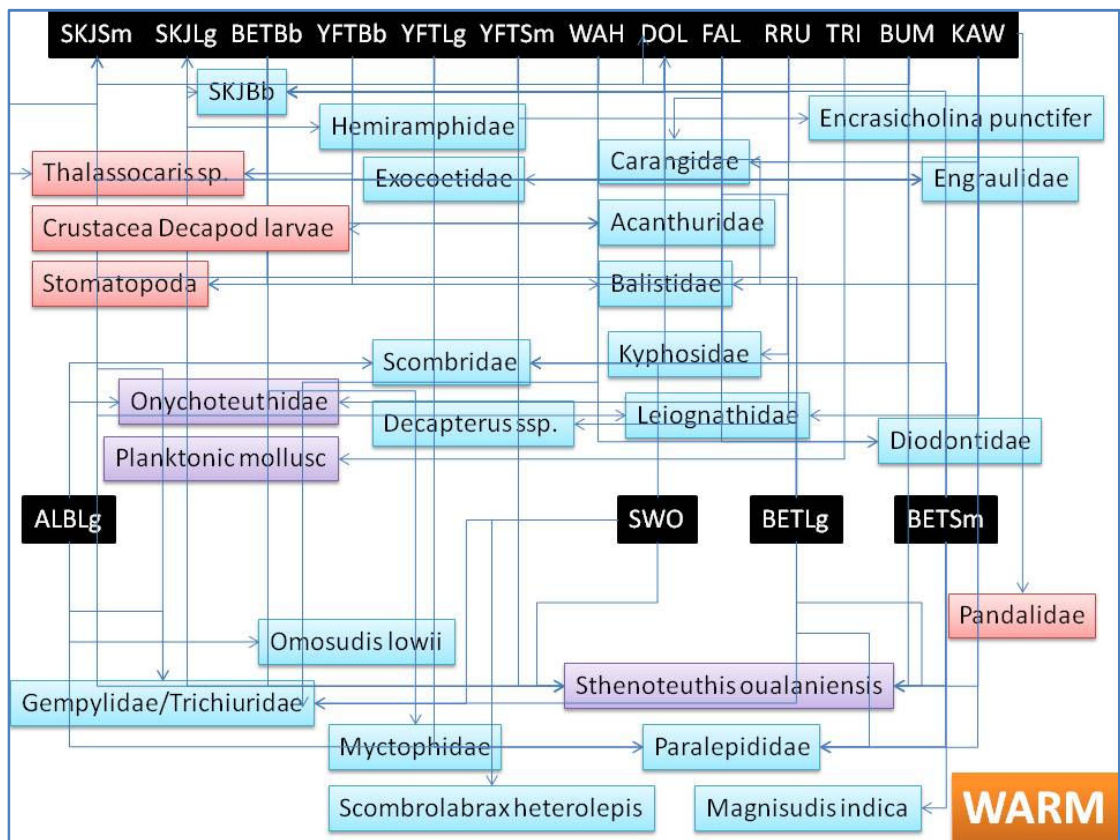 SKJSm SKJLg BETBb YFTBb YFTLg YFTSm WAH DOL FAL RRU TRI BUM KAW
SKJBb
Hemiramphidae
Encrasicholina punctifer
Thalassocaris sp.
Exocoetidae
Carangidae
Engraulidae
Crustacea Decapod larvae
Acanthuridae
Stomatopoda
Balistidae
Scombridae
Kyphosidae
Onychoteuthidae
Decapterus ssp.
Leiognathidae
Planktonic mollusc
Diodontidae
ALBLg
SWO
BETLg
BETSm
Pandalidae
Omosudis lowii
Gempylidae/Trichiuridae
Sthenoteuthis oualaniensis
Myctophidae
Paralepididae
Scombrolabrax heterolepis
Magnisudis indica
WARM